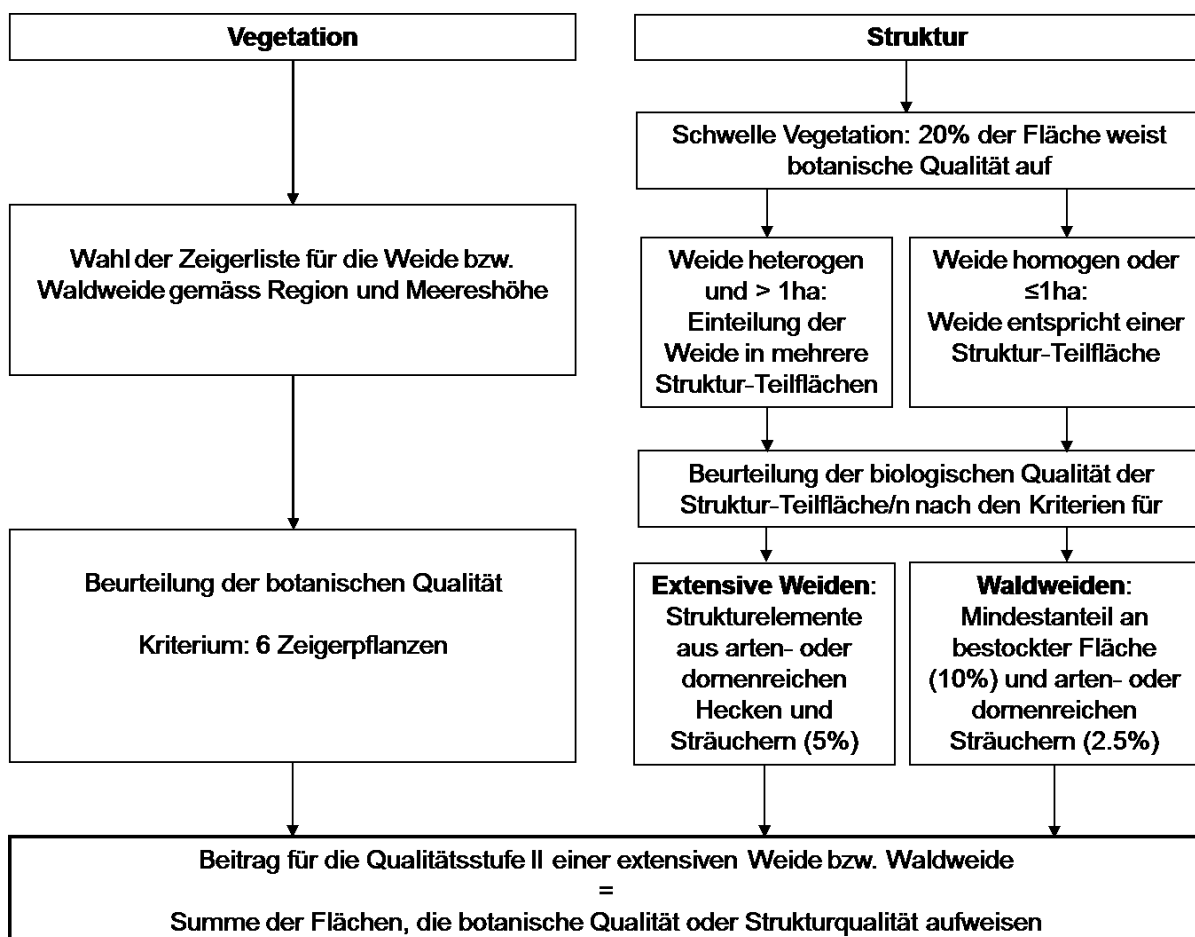 Vegetation
Wahl der Zeigerliste für die Weide bzw.
Waldweide gemäss Region und Meereshöhe
Beurteilung der botanischen Qualität
Kriterium: 6 Zeigerpflanzen
Struktur
Schwelle Vegetation: 20% der Fläche weist
botanische Qualität auf
Weide heterogen
und > 1ha:
Einteilung der
Weide in mehrere
Struktur-Teilflächen
Weide homogen oder
≤1ha:
Weide entspricht einer
Struktur-Teilfläche
Beurteilung der biologischen Qualität der
Struktur-Teilfläche/n nach den Kriterien für
Extensive Weiden:
Strukturelemente
aus arten- oder
dornenreichen
Hecken und
Sträuchern (5%)
Waldweiden:
Mindestanteil an
bestockter Fläche
(10%) und arten- oder
dornenreichen
Sträuchern (2.5%)
Beitrag für die Qualitätsstufe II einer extensiven Weide bzw. Waldweide
=
Summe der Flächen, die botanische Qualität oder Strukturqualität aufweisen